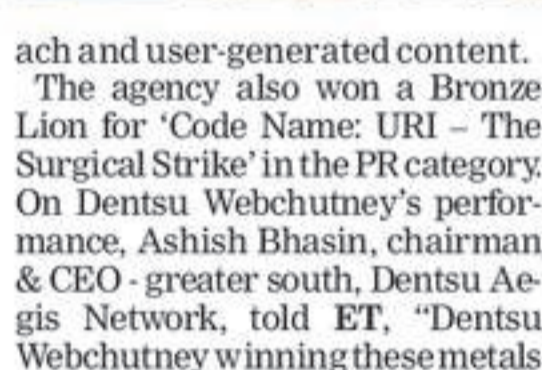 ach and user-generated content.
The agency also won a Bronze
Lion for ‘Code Name: URI – The
Surgical Strike’ in the PR category.
On Dentsu Webchutney’s perfor-
mance, Ashish Bhasin, chairman
& CEO - greater south, Dentsu Ae-
gis Network, told ET, “Dentsu
Webchutney winning these metals